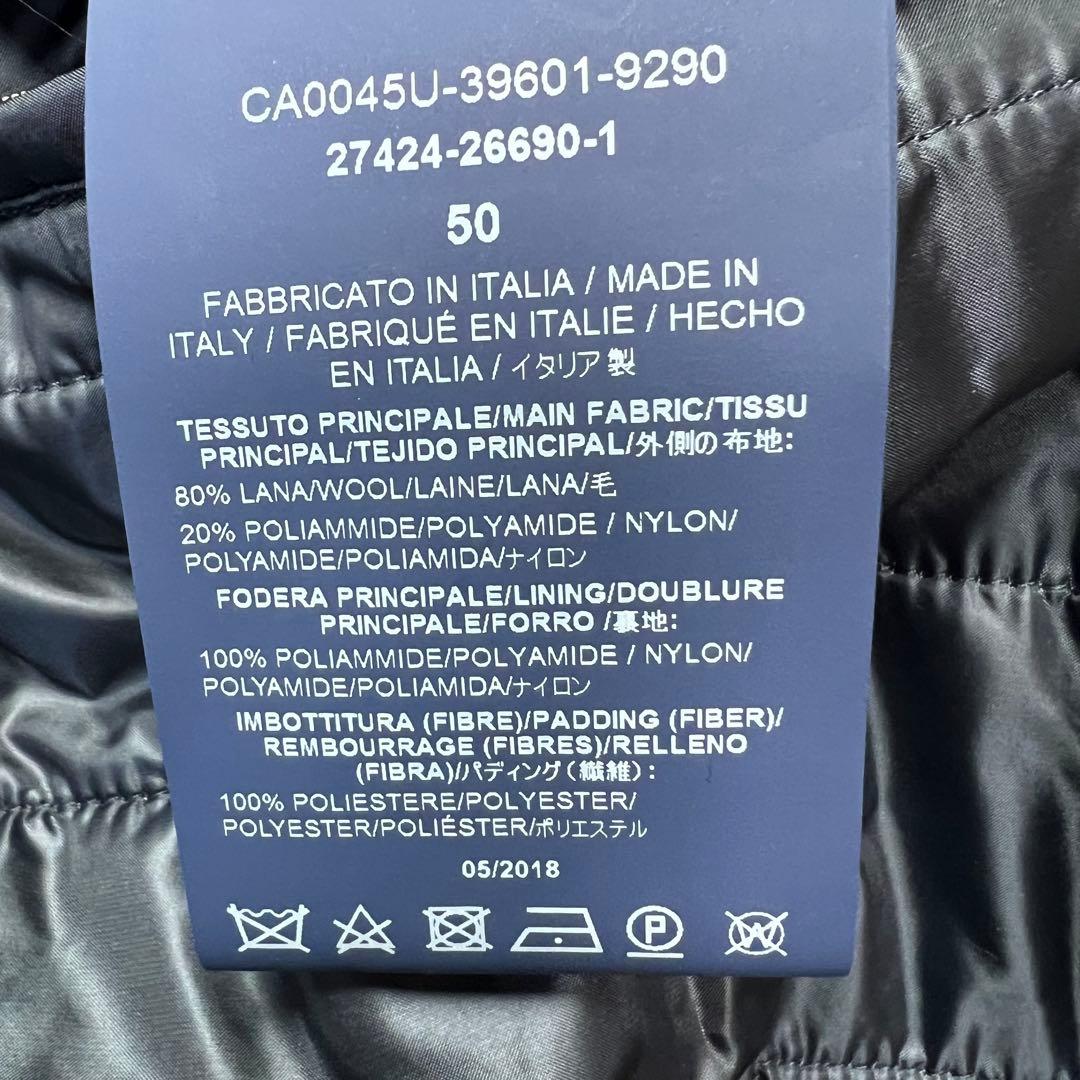 CA0045U-39601-9290
27424-26690-1
50
FABBRICATO IN ITALIA / MADE IN
ITALY / FABRIQUÉ EN ITALIE / HECHO
EN ITALIA / イタリア製
TESSUTO PRINCIPALE/MAIN FABRIC/TISSU
PRINCIPAL/TEJIDO PRINCIPAL/外側の布地:
80% LANA/WOOL/LAINE/LANA/毛
20% POLIAMMIDE/POLYAMIDE / NYLON/
POLYAMIDE/POLIAMIDA/ナイロン
FODERA PRINCIPALE/LINING/DOUBLURE
PRINCIPALE/FORRO /裏地:
100% POLIAMMIDE/POLYAMIDE / NYLON/
POLYAMIDE/POLIAMIDA/ナイロン
IMBOTTITURA (FIBRE)/PADDING (FIBER)/
REMBOURRAGE (FIBRES)/RELLENO
(FIBRA)/パディング(繊維):
100% POLIESTERE/POLYESTER/
POLYESTER/POLIÉSTER/ポリエステル
05/2018
P W